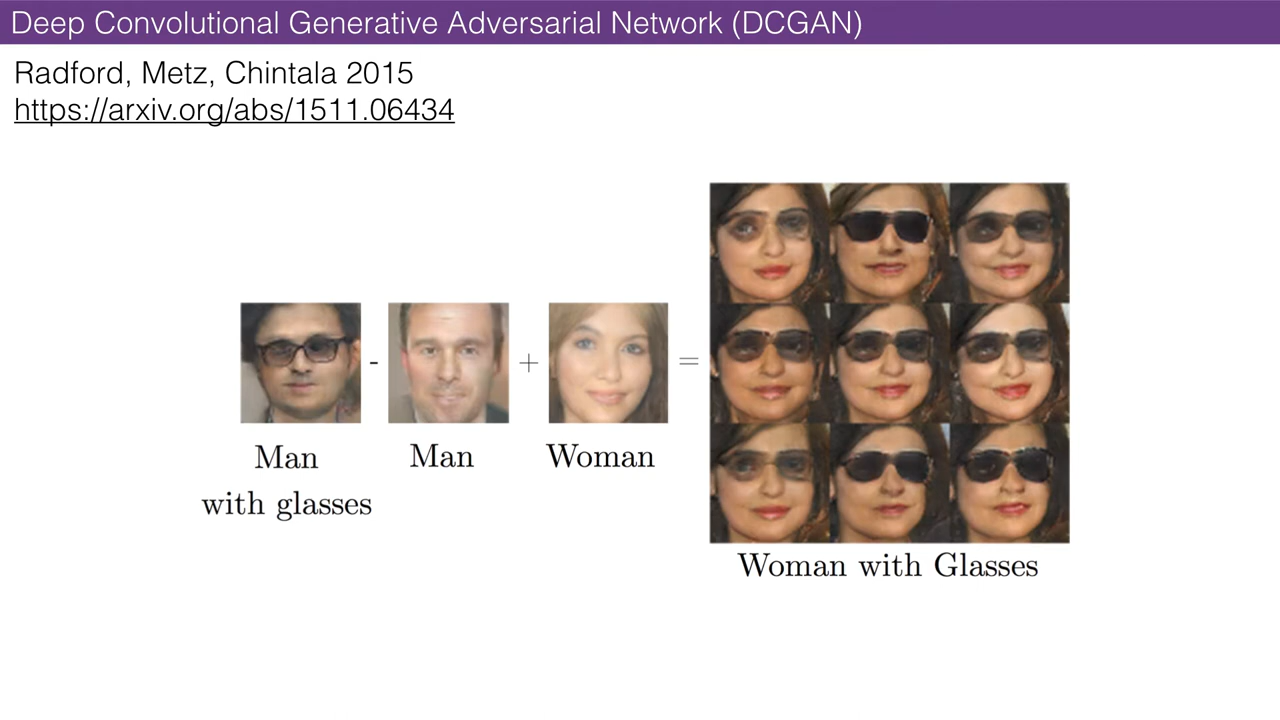 Deep Convolutional Generative Adversarial Network (DCGAN)
Radford, Metz, Chintala 2015
https://arxiv.org/abs/1511.06434
- + =
Man
with glasses
Man
Woman
Woman with Glasses